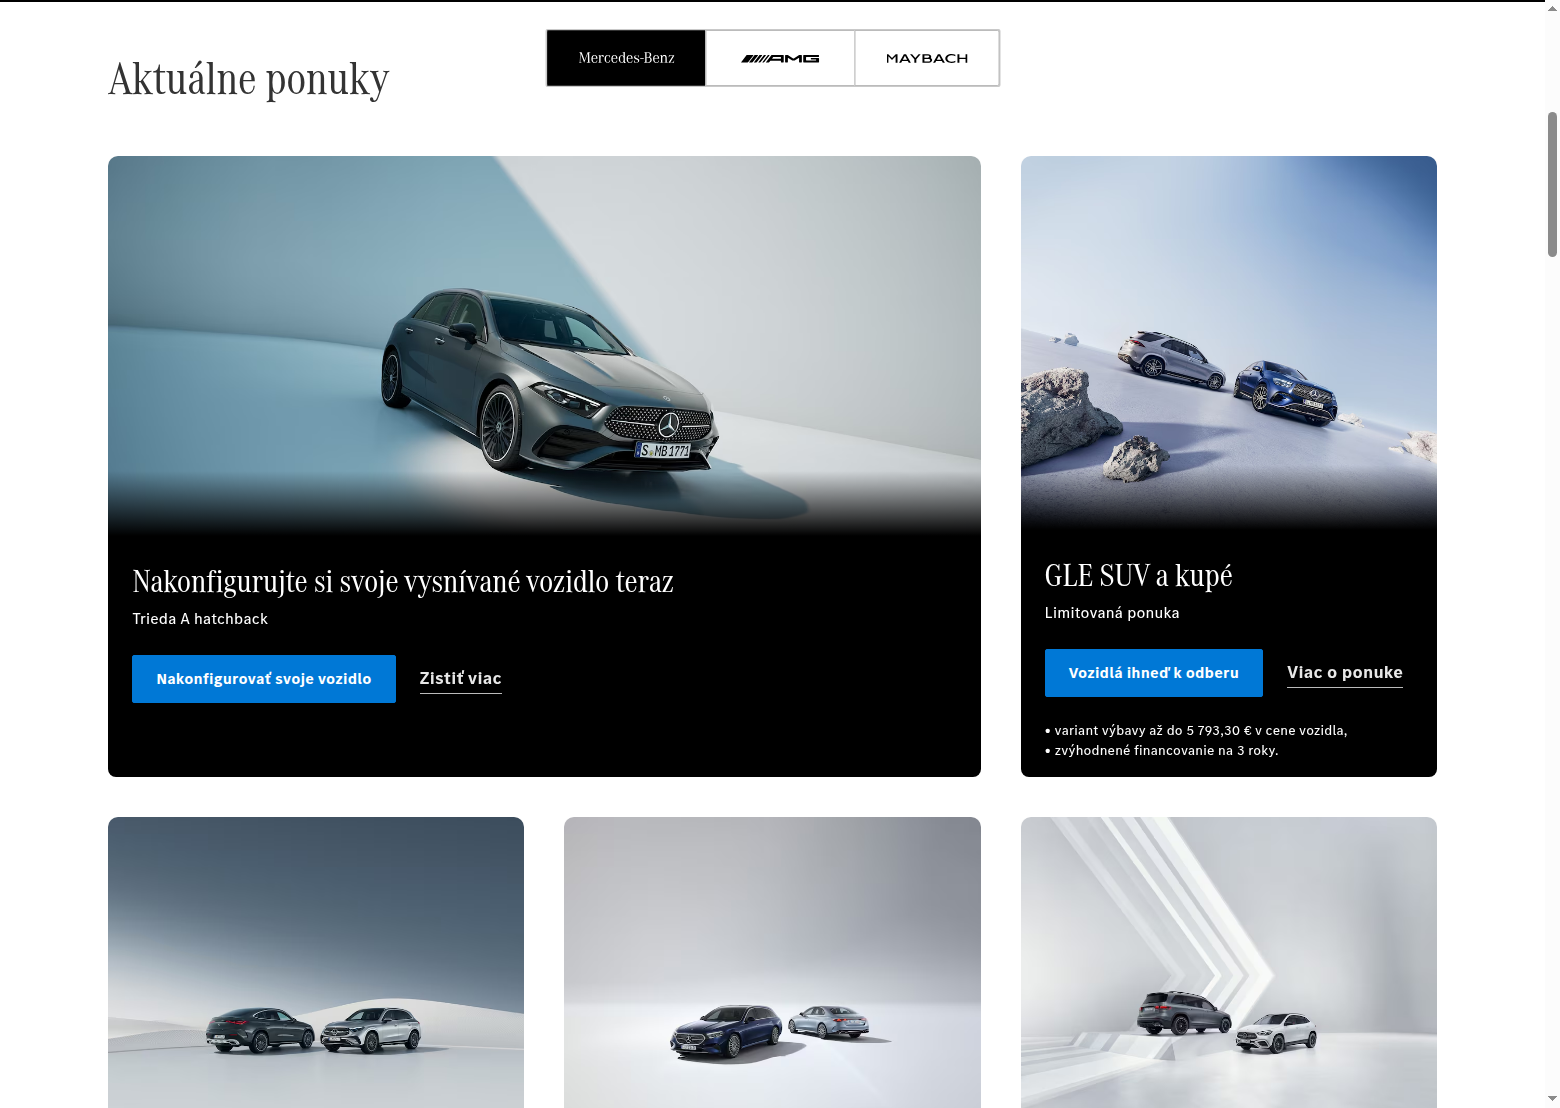 Aktuálne ponuky
Mercedes-Benz
AMG
MAYBACH
S MB 1771
Nakonfigurujte si svoje vysnívané vozidlo teraz
Trieda A hatchback
Nakonfigurovať svoje vozidlo
Zistiť viac
GLE SUV a kupé
Limitovaná ponuka
Vozidlá ihneď k odberu
Viac o ponuke
• variant výbavy až do 5 793,30 € v cene vozidla,
• zvýhodnené financovanie na 3 roky.